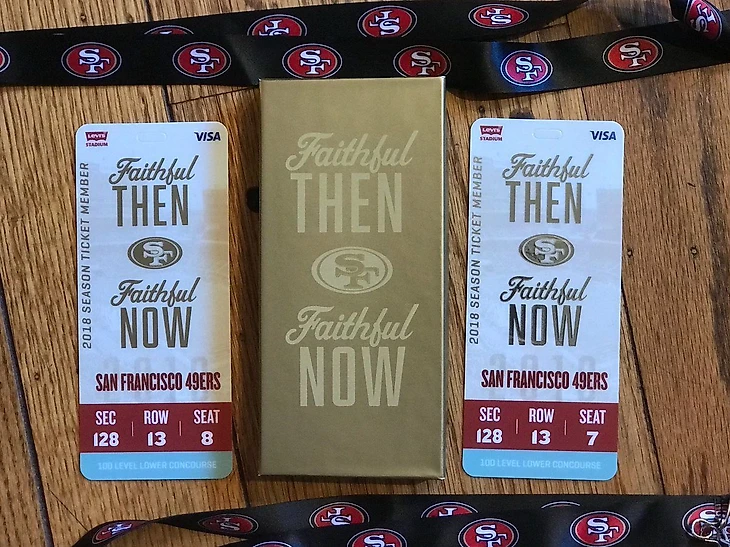 LEVI'S
STADIUM
VISA
2018 SEASON TICKET MEMBER
Faithful
THEN
SF
Faithful
NOW
2018
SAN FRANCISCO 49ERS
SEC ROW SEAT
128 13 8
100 LEVEL LOWER CONCOURSE
Faithful
THEN
SF
Faithful
NOW
LEVI'S
STADIUM
VISA
2018 SEASON TICKET MEMBER
Faithful
THEN
SF
Faithful
NOW
2018
SAN FRANCISCO 49ERS
SEC ROW SEAT
128 13 7
100 LEVEL LOWER CONCOURSE